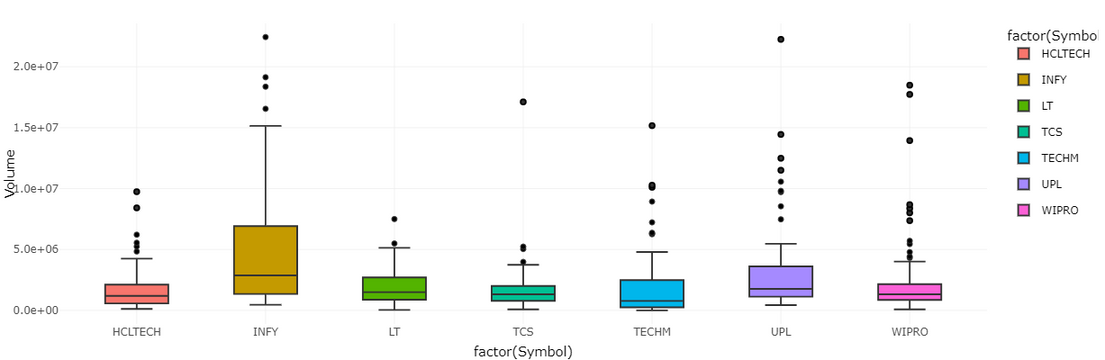 factor(Symbol
HCLTECH
INFY
LT
TCS
TECHM
UPL
WIPRO
Volume
2.0e+07
1.5e+07
1.0e+07
5.0e+06
0.0e+00
HCLTECH INFY LT TCS TECHM UPL WIPRO
factor(Symbol)